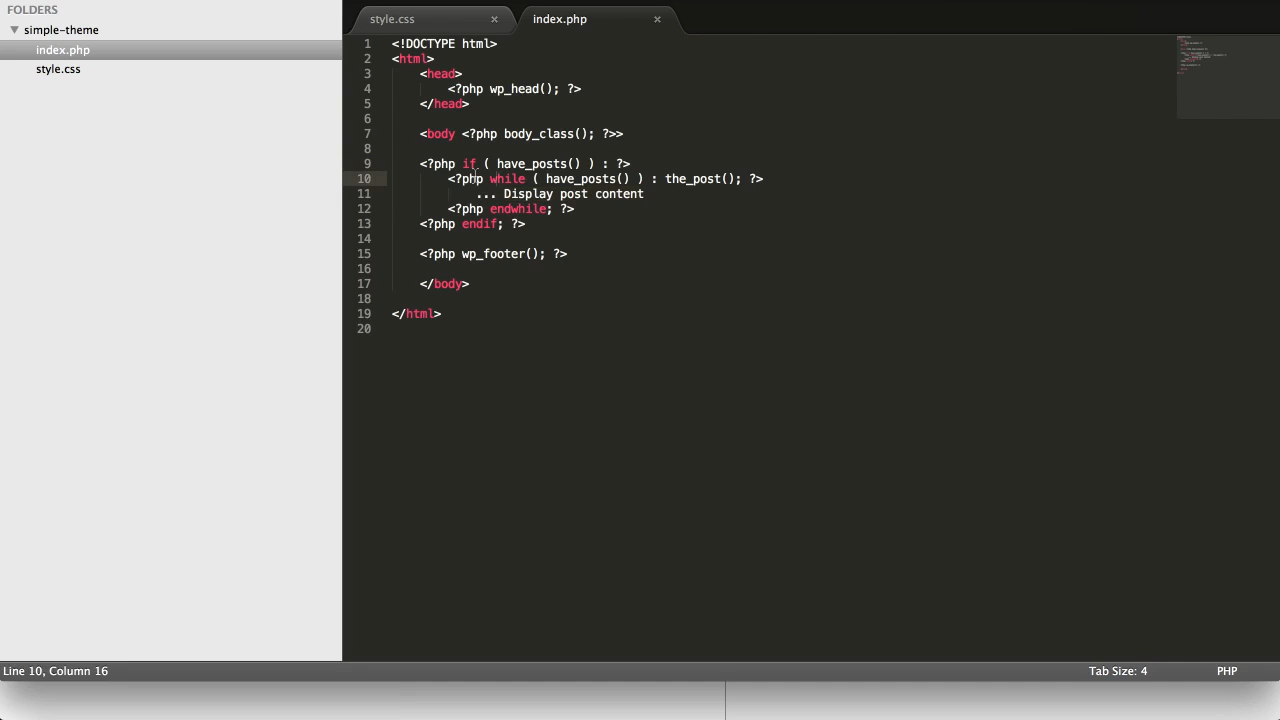 FOLDERS
simple-theme
index.php
style.css
style.css ×
index.php ×
1 <!DOCTYPE html>
2 <html>
3 <head>
4 <?php wp_head(); ?>
5 </head>
6
7 <body <?php body_class(); ?>>
8
9 <?php if ( have_posts() ) : ?>
10 <?php while ( have_posts() ) : the_post(); ?>
11 ... Display post content
12 <?php endwhile; ?>
13 <?php endif; ?>
14
15 <?php wp_footer(); ?>
16
17 </body>
18
19 </html>
20
Line 10, Column 16
Tab Size: 4
PHP